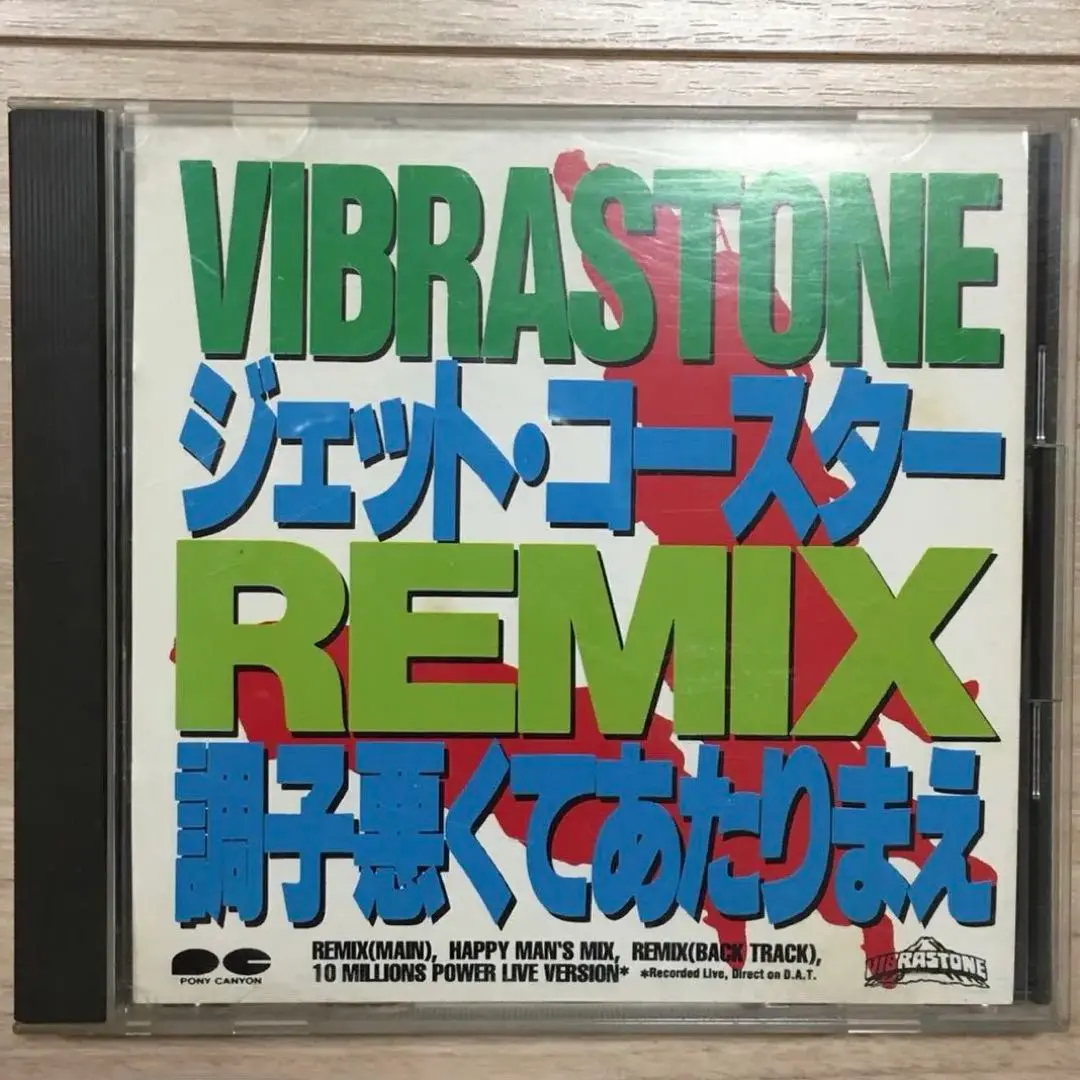 VIBRASTONE
ジェット・コースター
REMIX
調子悪くてあたりまえ
REMIX(MAIN), HAPPY MAN'S MIX, REMIX(BACK TRACK),
10 MILLIONS POWER LIVE VERSION* *Recorded Live, Direct on D.A.T.
PONY CANYON
VIBRASTONE